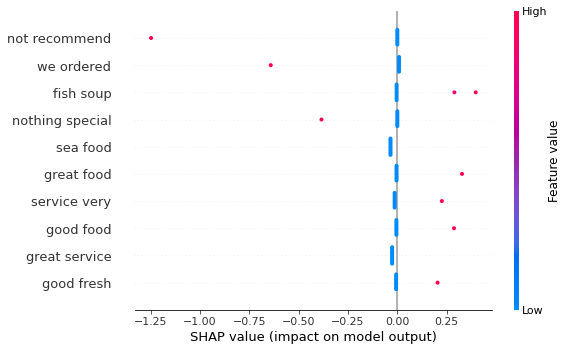 High
not recommend
we ordered
fish soup
nothing special
sea food
great food
service very
good food
great service
good fresh
Low
Feature value
−1.25 −1.00 −0.75 −0.50 −0.25 0.00 0.25
SHAP value (impact on model output)